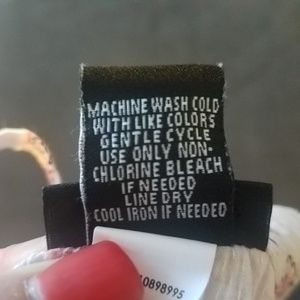 MACHINE WASH COLD
WITH LIKE COLORS
GENTLE CYCLE
USE ONLY NON-
CHLORINE BLEACH
IF NEEDED
LINE DRY
COOL IRON IF NEEDED
10898995